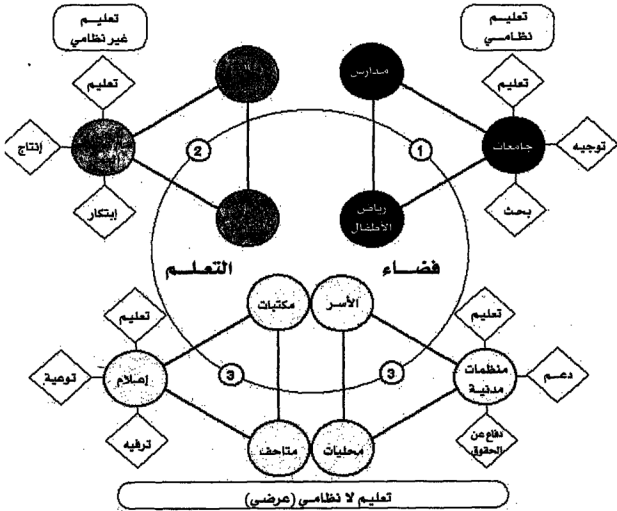 تعليم
نظامي
تعليم
غير نظامي
مدارس
تعليم
تعليم
جامعات
توجيه
إنتاج
1
2
رياض
الأطفال
بحث
إبتكار
فضاء
التعلم
الأسر
مكتبات
تعليم
تعليم
منظمات
مدنية
دعم
3
3
إعلام
توعية
دفاع عن
الحقوق
محليات
متاحف
ترفيه
تعليم لا نظامي (عرضي)